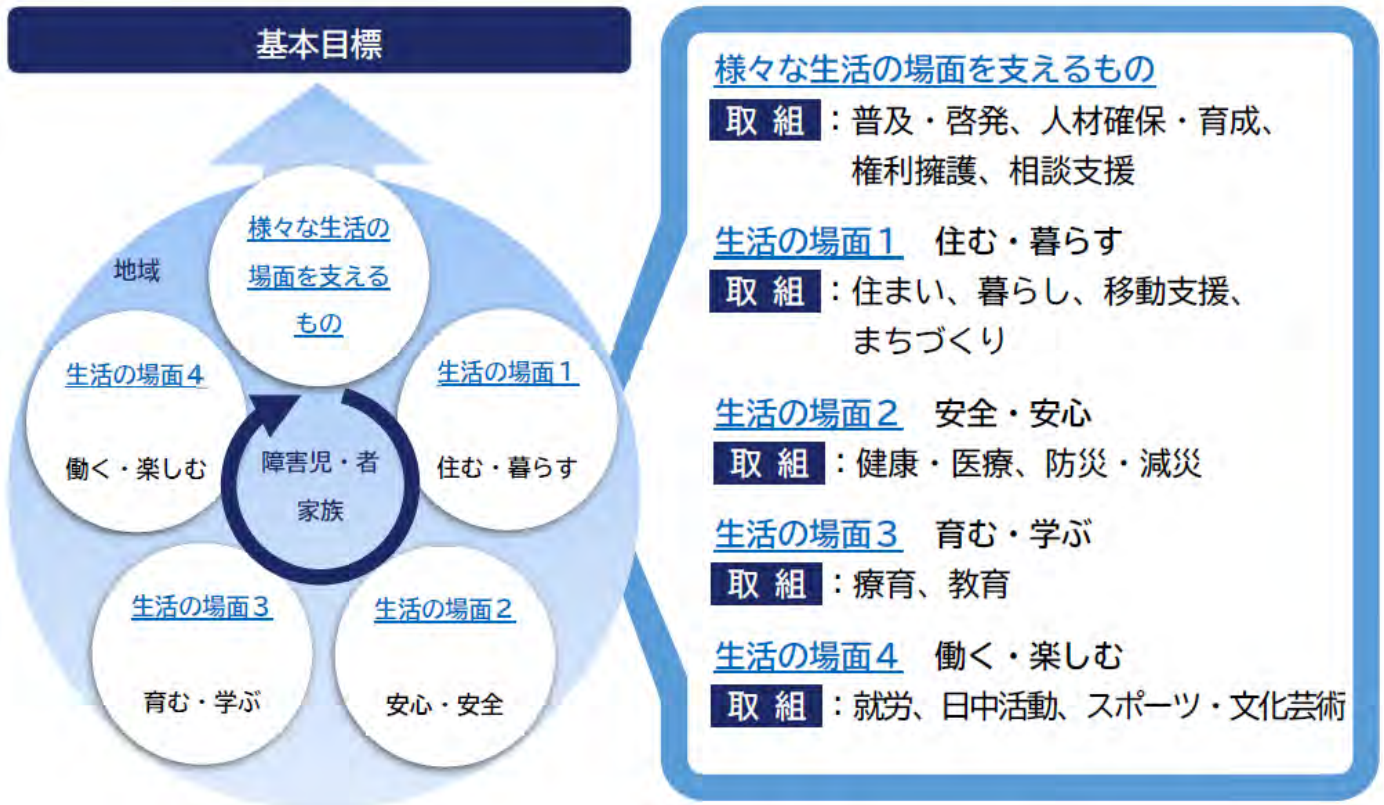 基本目標
地域
様々な生活の
場面を支える
もの
生活の場面4
働く・楽しむ
障害児・者
家族
生活の場面1
住む・暮らす
生活の場面3
育む・学ぶ
生活の場面2
安心・安全
様々な生活の場面を支えるもの
取 組 ：普及・啓発、人材確保・育成、
権利擁護、相談支援
生活の場面1 住む・暮らす
取 組 ：住まい、暮らし、移動支援、
まちづくり
生活の場面2 安全・安心
取 組 ：健康・医療、防災・減災
生活の場面3 育む・学ぶ
取 組 ：療育、教育
生活の場面4 働く・楽しむ
取 組 ：就労、日中活動、スポーツ・文化芸術